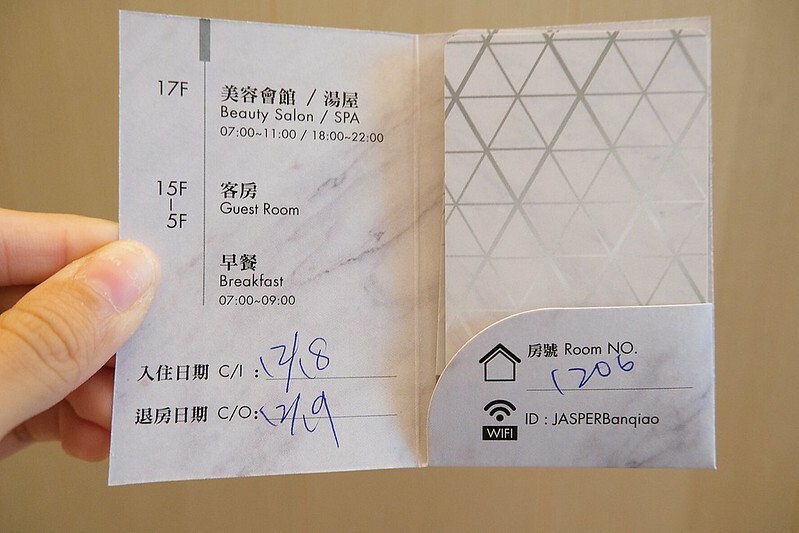 17F
美容會館 / 湯屋
Beauty Salon / SPA
07:00~11:00 / 18:00~22:00
15F
5F
客房
Guest Room
早餐
Breakfast
07:00~09:00
入住日期 C/I : 12/18
退房日期 C/O: 12/19
房號 Room NO.
1206
WIFI
ID : JASPERBanqiao